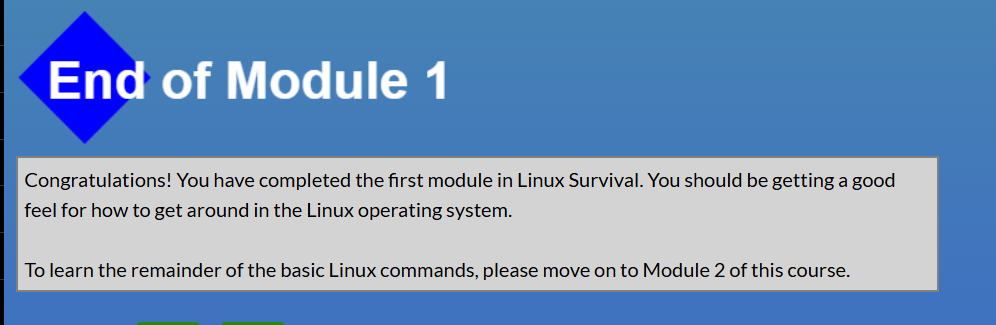 End of Module 1
Congratulations! You have completed the first module in Linux Survival. You should be getting a good
feel for how to get around in the Linux operating system.
To learn the remainder of the basic Linux commands, please move on to Module 2 of this course.